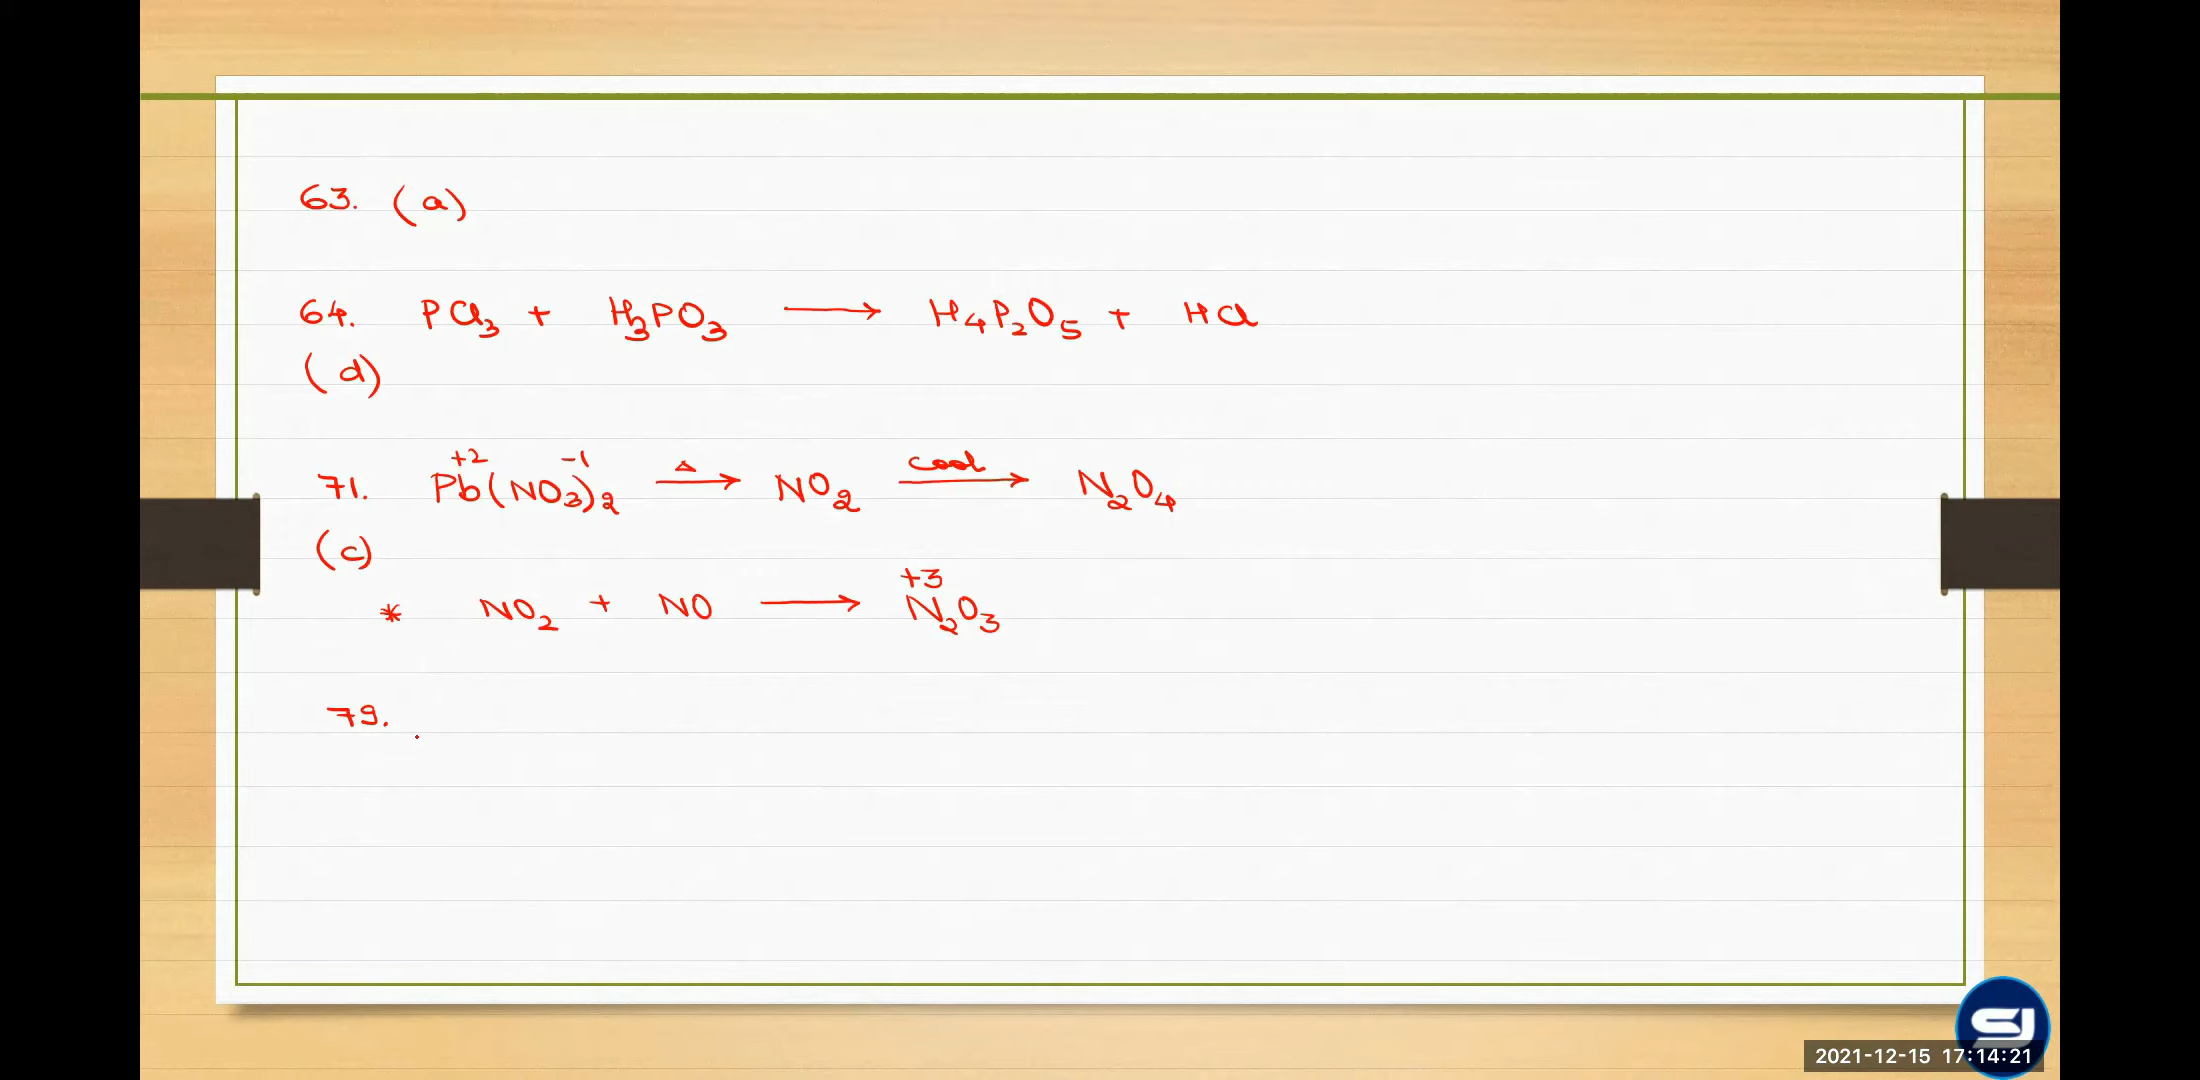 63. (a)
64. PCl₃ + H₃PO₃ ⟶ H₄P₂O₅ + HCl
(d)
+2 -1
71. Pb(NO₃)₂ ⟶ NO₂ ⟶ N₂O₄
Δ cool
(c)
+3
* NO₂ + NO ⟶ N₂O₃
79.
SJ
2021-12-15 17:14:21